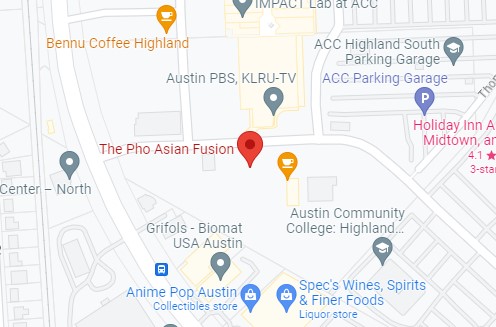 IMPACT Lab at ACC
Bennu Coffee Highland
ACC Highland South
Parking Garage
Austin PBS, KLRU-TV
ACC Parking Garage
Tho
P
Holiday Inn A
Midtown, an
4.1 ★
3-star
The Pho Asian Fusion
Center – North
Austin Community
College: Highland...
Grifols - Biomat
USA Austin
Anime Pop Austin
Collectibles store
Spec's Wines, Spirits
& Finer Foods
Liquor store